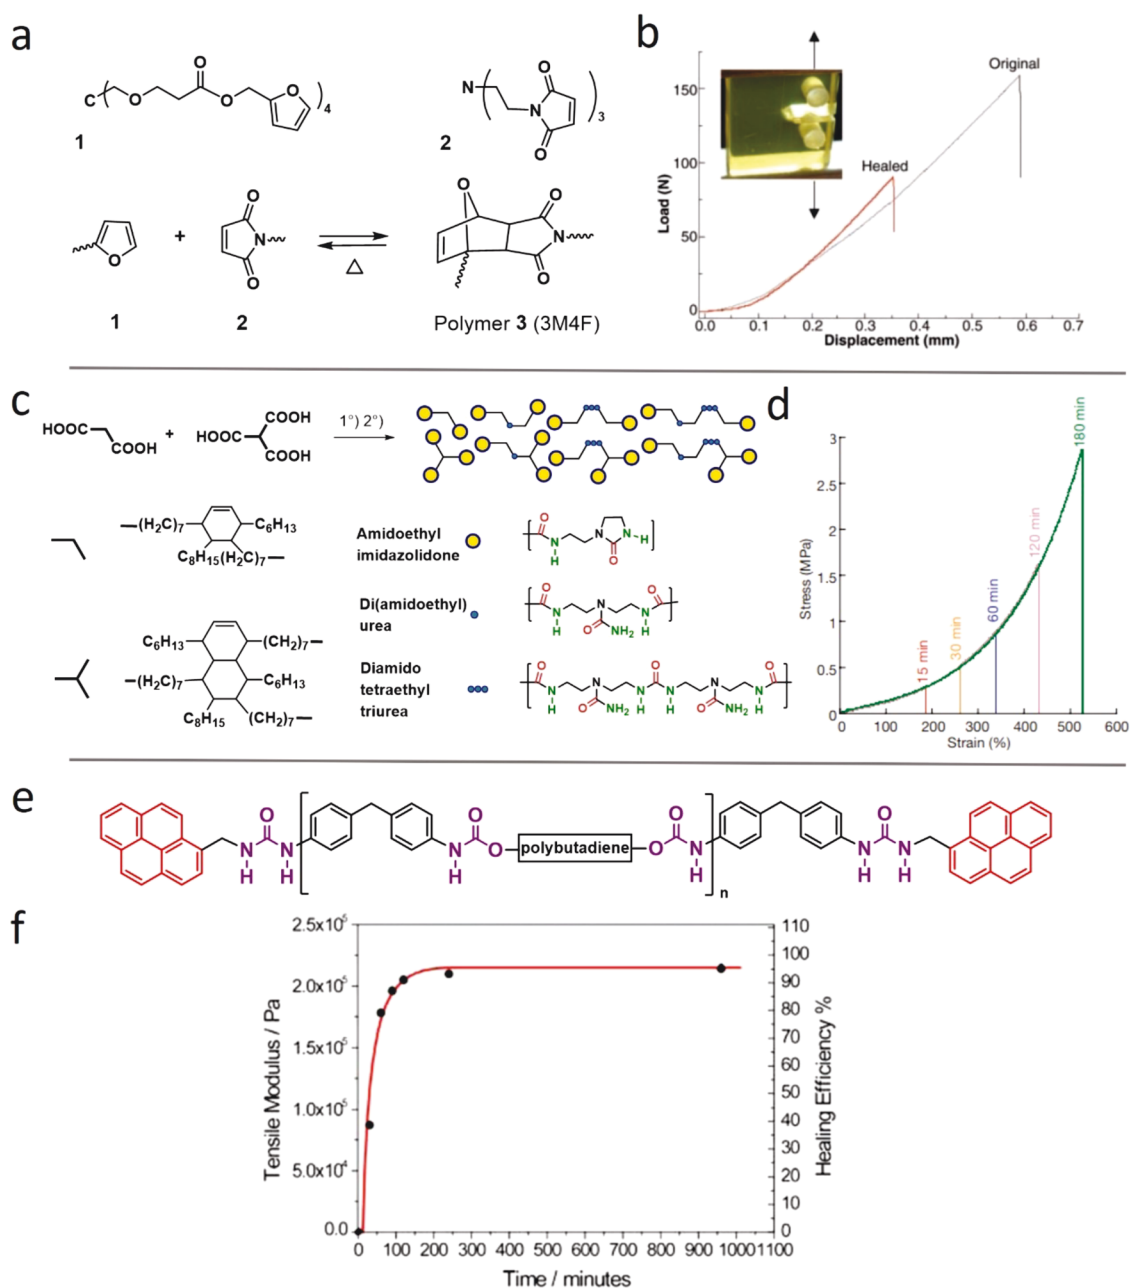 a
C ( O O O O ) 4
1
N ( N O O ) 3
2
O
1
+
O N O
2
△
O O N O
Polymer 3 (3M4F)
b
Original
Healed
150
100
50
0
Load (N)
0.0 0.1 0.2 0.3 0.4 0.5 0.6 0.7
Displacement (mm)
c
HOOC COOH
+
HOOC COOH COOH
1°) 2°)
(H₂C)₇ C₆H₁₃
C₈H₁₅(H₂C)₇
C₆H₁₃ (CH₂)₇
(H₂C)₇ C₆H₁₃
C₈H₁₅ (CH₂)₇
Amidoethyl
imidazolidone
O N H N N H O
Di(amidoethyl)
urea
O N H N O NH₂ N H O
Diamido
tetraethyl
triurea
O N H N O NH₂ N H O N H N O NH₂ N H O
d
3
2.5
2
1.5
1
0.5
0
Stress (MPa)
15 min
30 min
60 min
120 min
180 min
0 100 200 300 400 500 600
Strain (%)
e
N H O N H N H O O polybutadiene O O N H N H O N H
n
f
2.5x10⁵
2.0x10⁵
1.5x10⁵
1.0x10⁵
5.0x10⁴
0.0
Tensile Modulus / Pa
110
100
90
80
70
60
50
40
30
20
10
0
Healing Efficiency %
0 100 200 300 400 500 600 700 800 900 1000 1100
Time / minutes